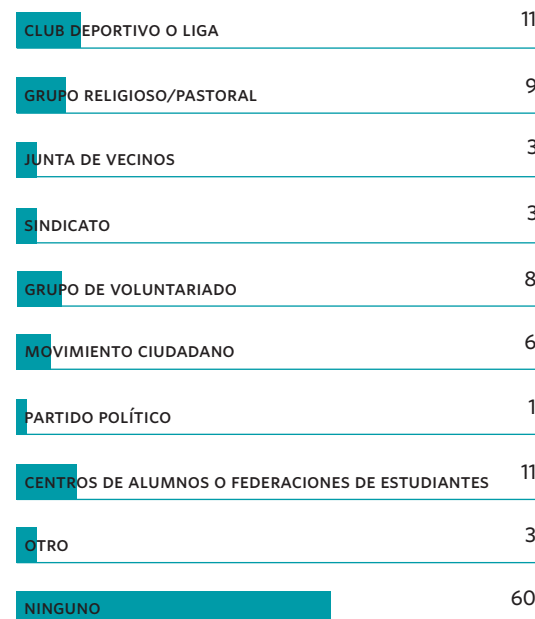 CLUB DEPORTIVO O LIGA 11
GRUPO RELIGIOSO/PASTORAL 9
JUNTA DE VECINOS 3
SINDICATO 3
GRUPO DE VOLUNTARIADO 8
MOVIMIENTO CIUDADANO 6
PARTIDO POLÍTICO 1
CENTROS DE ALUMNOS O FEDERACIONES DE ESTUDIANTES 11
OTRO 3
NINGUNO 60